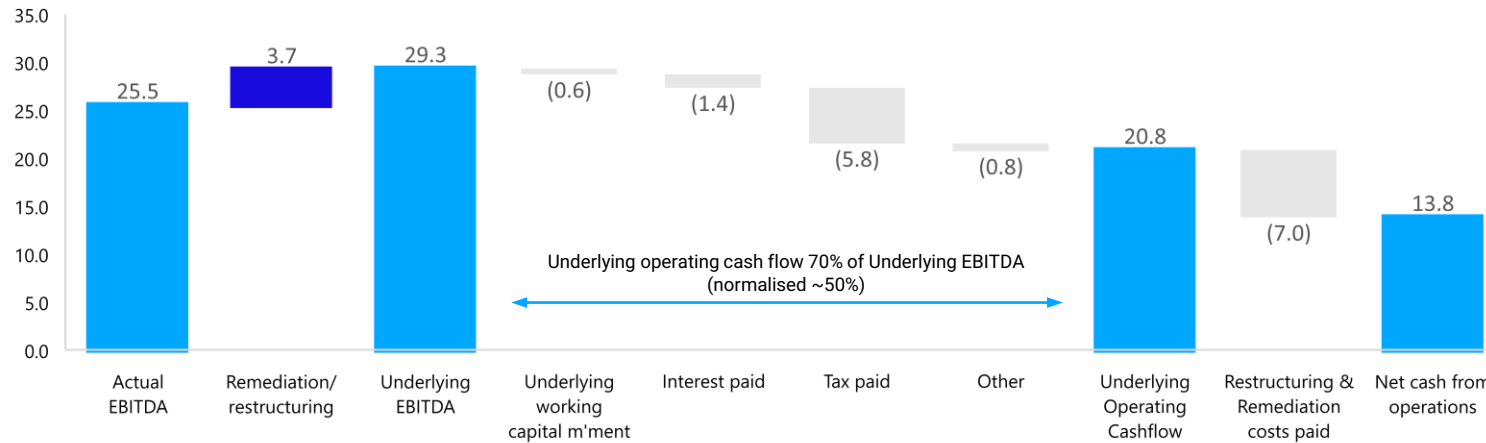 35.0
30.0
25.0
20.0
15.0
10.0
5.0
0.0
25.5
3.7
29.3
(0.6)
(1.4)
(5.8)
(0.8)
20.8
(7.0)
13.8
Underlying operating cash flow 70% of Underlying EBITDA
(normalised ~50%)
Actual
EBITDA
Remediation/
restructuring
Underlying
EBITDA
Underlying
working
capital m'ment
Interest paid
Tax paid
Other
Underlying
Operating
Cashflow
Restructuring &
Remediation
costs paid
Net cash from
operations